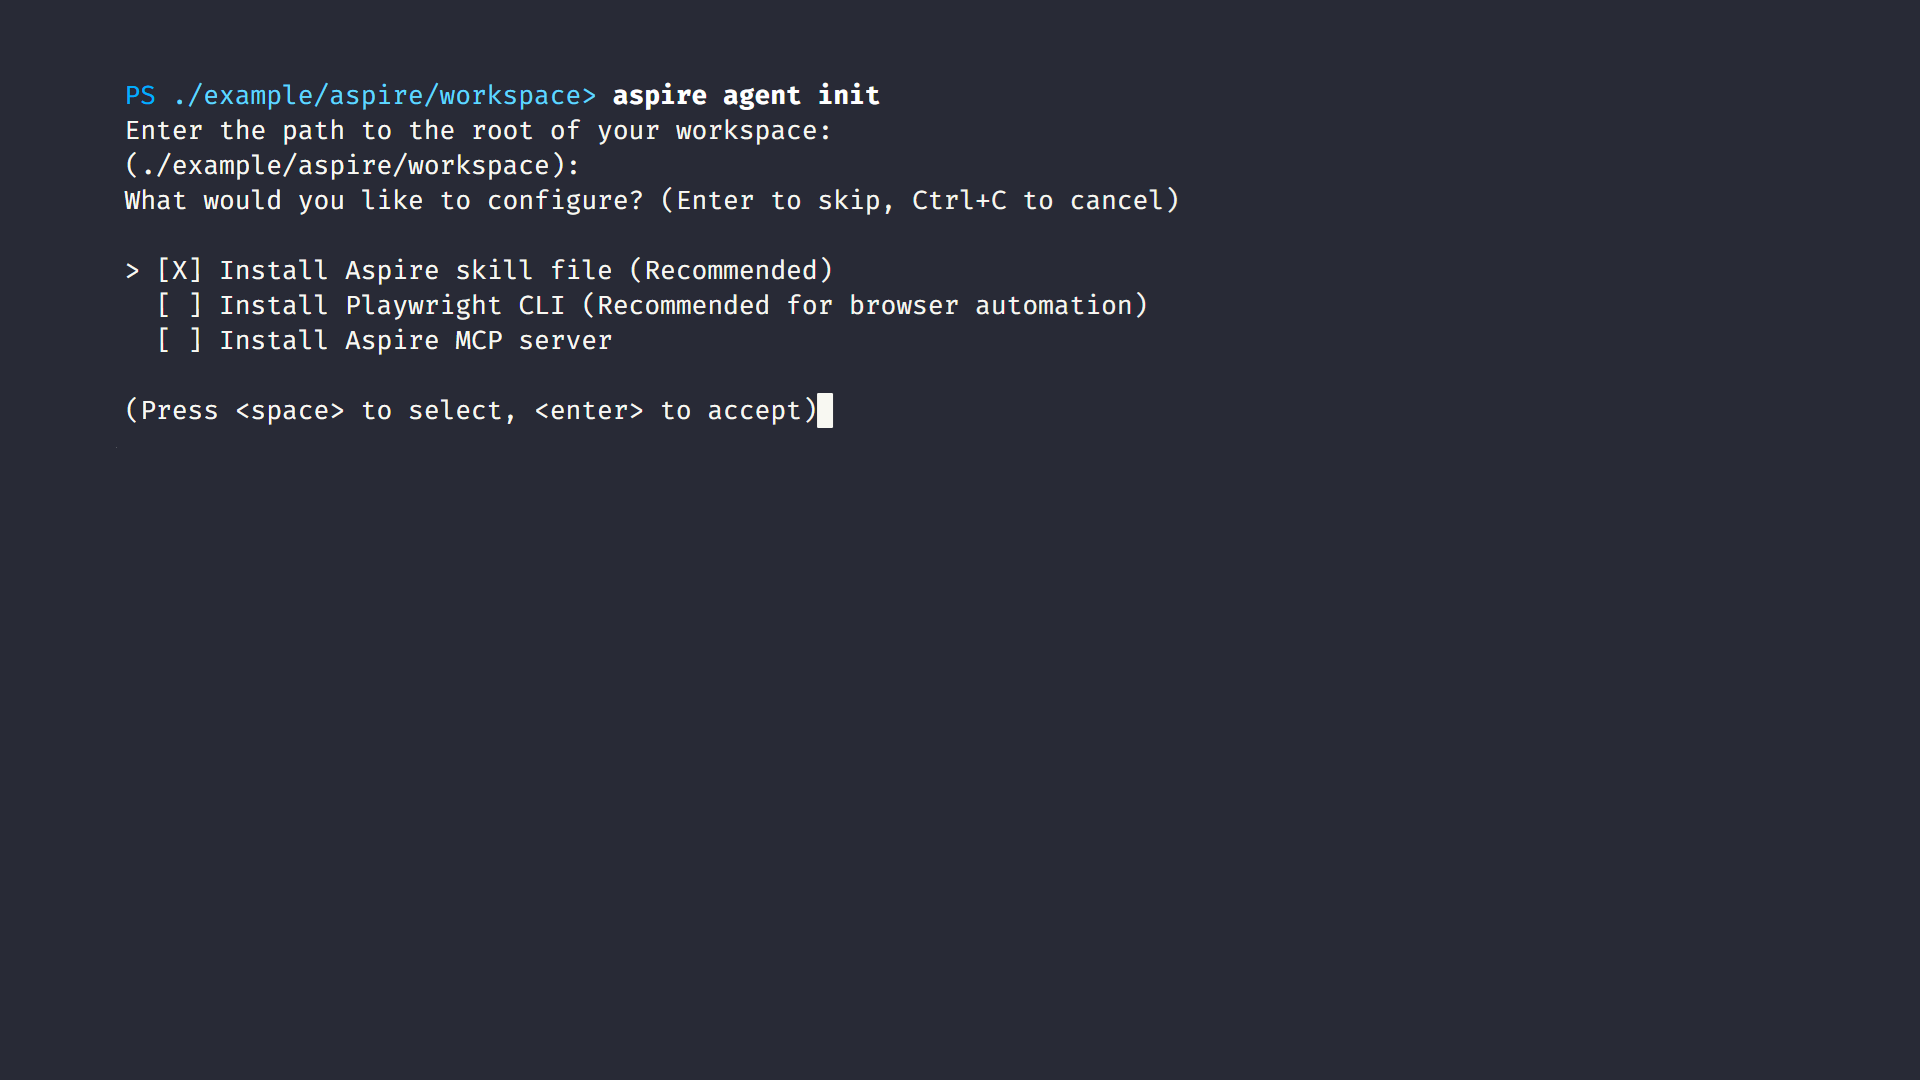 PS ./example/aspire/workspace> aspire agent init
Enter the path to the root of your workspace:
(./example/aspire/workspace):
What would you like to configure? (Enter to skip, Ctrl+C to cancel)
> [X] Install Aspire skill file (Recommended)
[ ] Install Playwright CLI (Recommended for browser automation)
[ ] Install Aspire MCP server
(Press <space> to select, <enter> to accept)